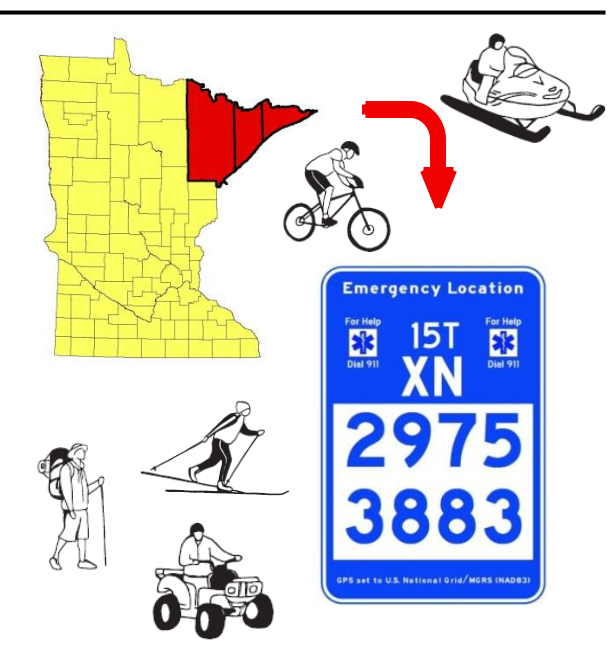 Emergency Location
For Help
15T
For Help
Dial 911
XN
Dial 911
2975
3883
GPS set to U.S. National Grid/MGRS (NAD83)